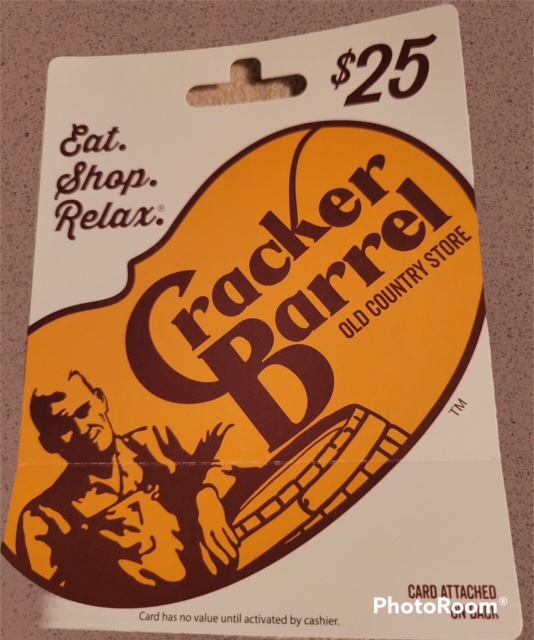 $25
Eat.
Shop.
Relax.®
Cracker
Barrel
OLD COUNTRY STORE
TM
CARD ATTACHED
ON BACK
PhotoRoom®
Card has no value until activated by cashier.